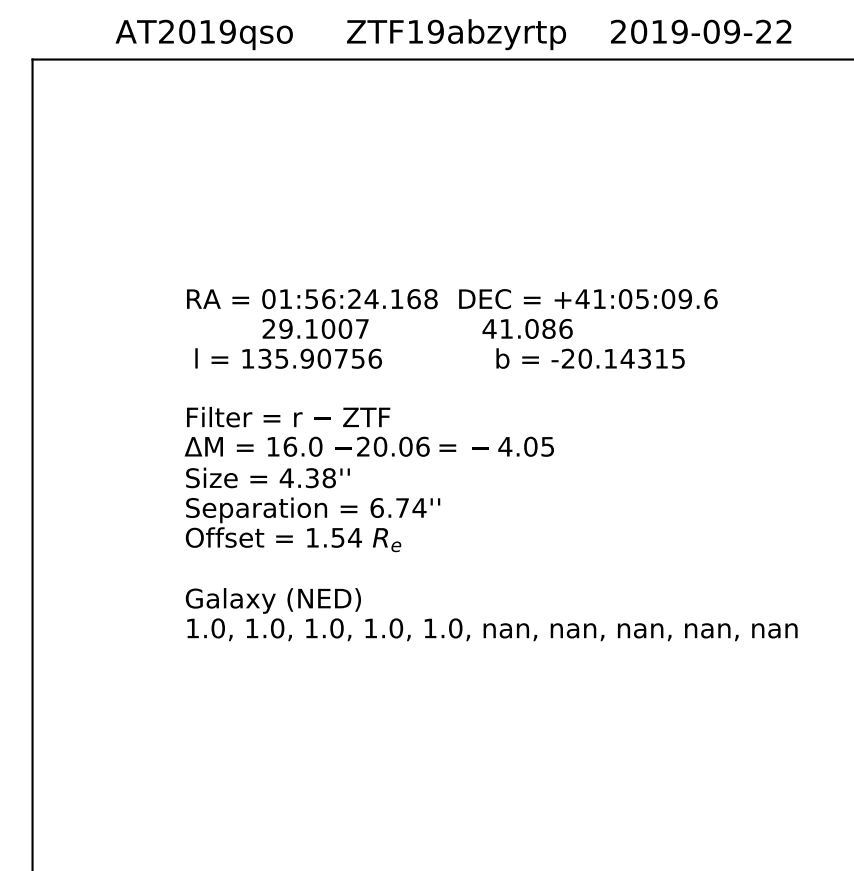 AT2019qso ZTF19abzyrtp 2019-09-22
RA = 01:56:24.168 DEC = +41:05:09.6
29.1007 41.086
l = 135.90756 b = -20.14315
Filter = r − ZTF
ΔM = 16.0 −20.06 = − 4.05
Size = 4.38''
Separation = 6.74''
Offset = 1.54 Rₑ
Galaxy (NED)
1.0, 1.0, 1.0, 1.0, 1.0, nan, nan, nan, nan, nan